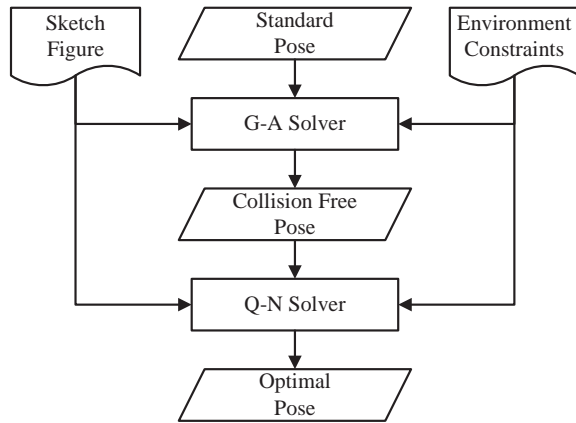 Sketch
Figure
Standard
Pose
Environment
Constraints
G-A Solver
Collision Free
Pose
Q-N Solver
Optimal
Pose